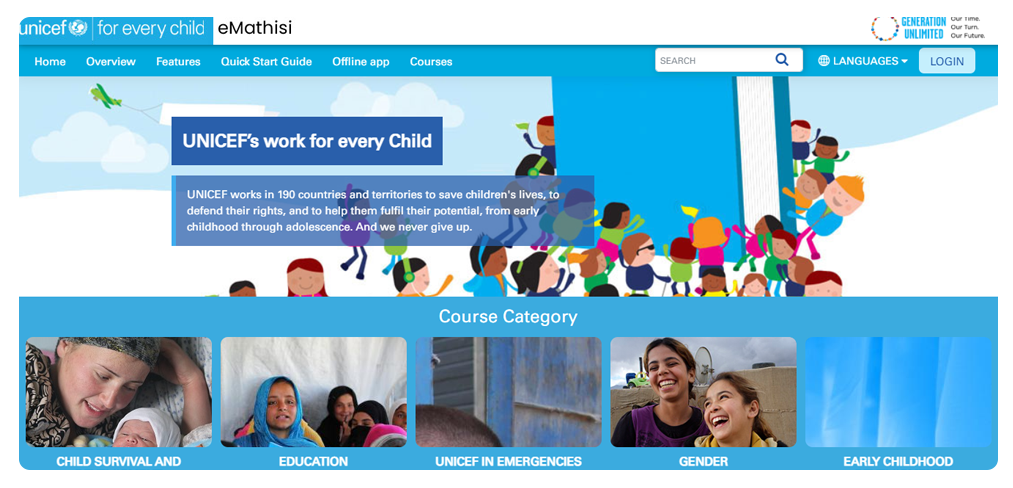 unicef for every child eMathisi
GENERATION
UNLIMITED
Our Time.
Our Turn.
Our Future.
Home Overview Features Quick Start Guide Offline app Courses SEARCH LANGUAGES LOGIN
UNICEF's work for every Child
UNICEF works in 190 countries and territories to save children's lives, to
defend their rights, and to help them fulfil their potential, from early
childhood through adolescence. And we never give up.
Course Category
CHILD SURVIVAL AND EDUCATION UNICEF IN EMERGENCIES GENDER EARLY CHILDHOOD